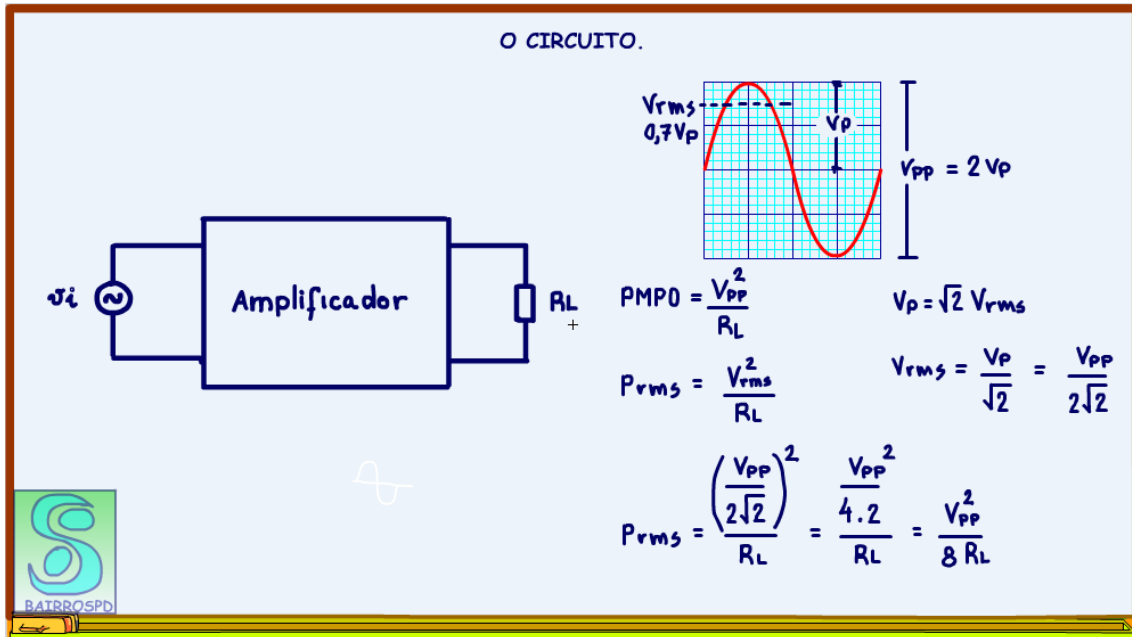 O CIRCUITO.
Vrms
0,7Vp
Vp
Vpp = 2 Vp
vi
Amplificador
RL
PMPO = Vpp² / RL
Vp = √2 Vrms
Prms = Vrms² / RL
Vrms = Vp / √2 = Vpp / 2√2
Prms = (Vpp / 2√2)² / RL = Vpp² / 4.2 / RL = Vpp² / 8 RL
BAIRROSPD